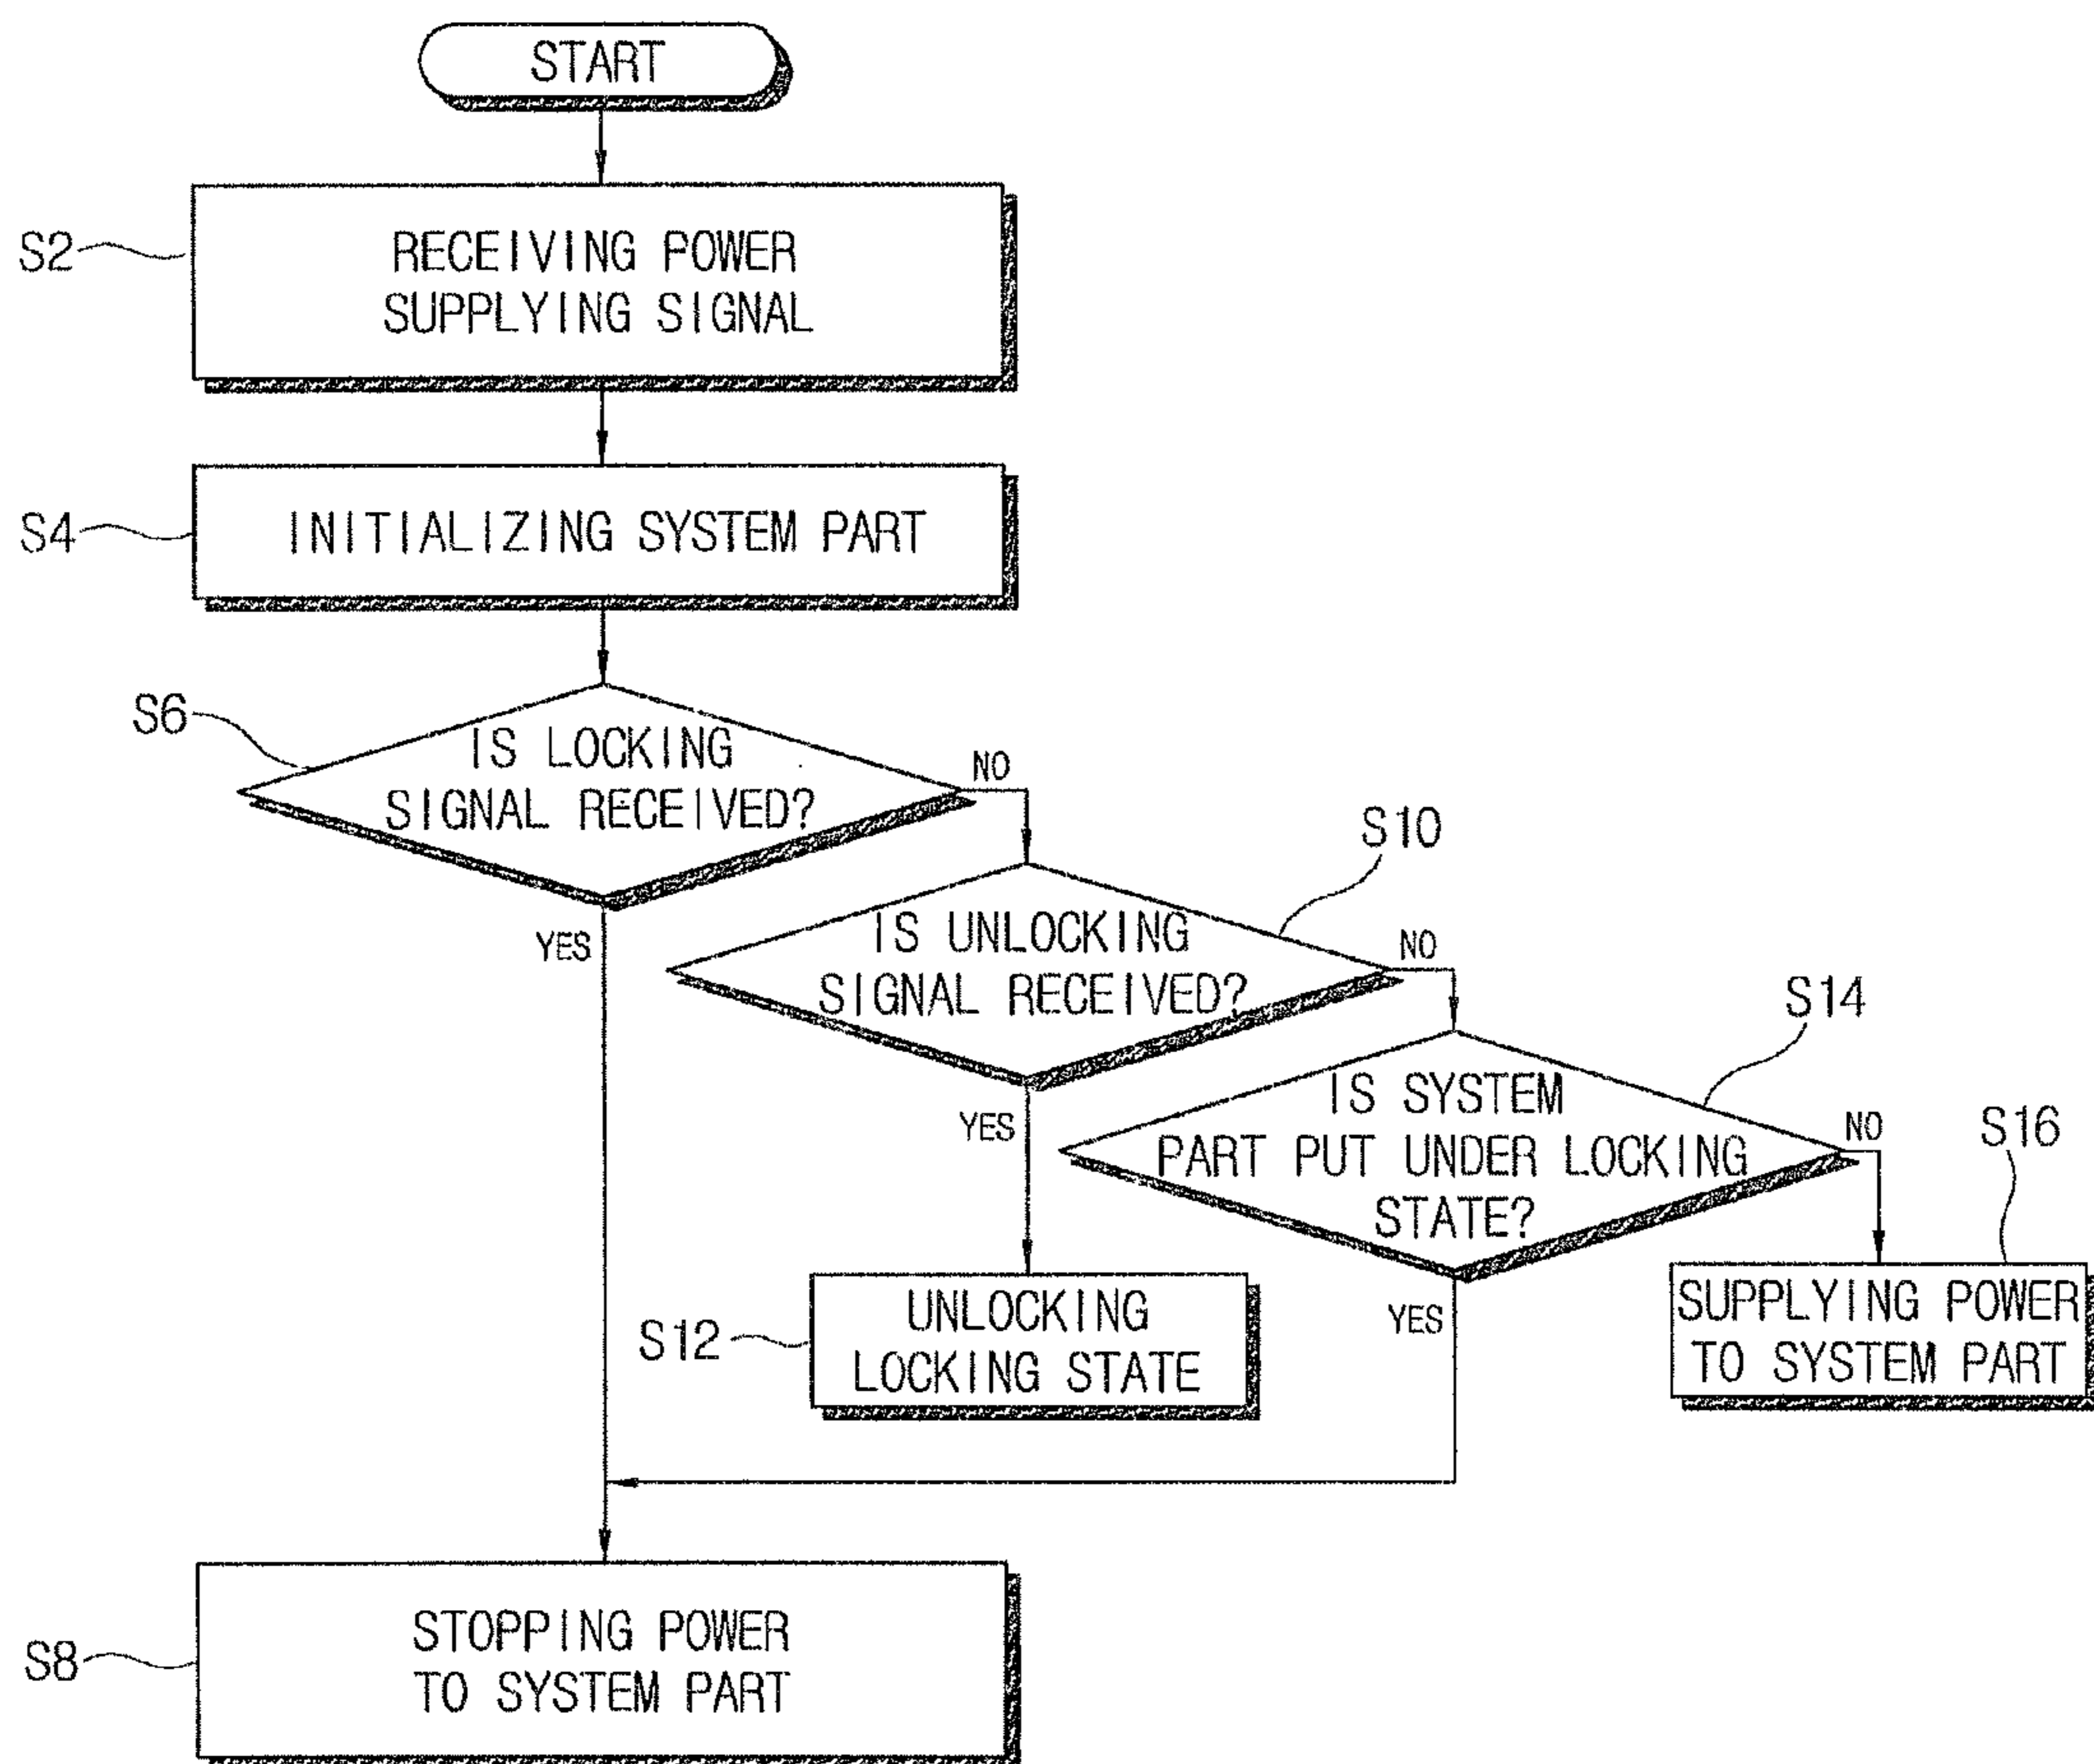 START
S2
RECEIVING POWER
SUPPLYING SIGNAL
S4
INITIALIZING SYSTEM PART
S6
IS LOCKING
SIGNAL RECEIVED?
NO
YES
S10
IS UNLOCKING
SIGNAL RECEIVED?
NO
YES
S14
IS SYSTEM
PART PUT UNDER LOCKING
STATE?
NO
YES
S16
SUPPLYING POWER
TO SYSTEM PART
S12
UNLOCKING
LOCKING STATE
S8
STOPPING POWER
TO SYSTEM PART